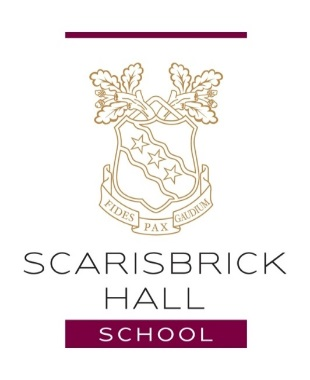 FIDES PAX GAUDIUM
SCARISBRICK
HALL
SCHOOL